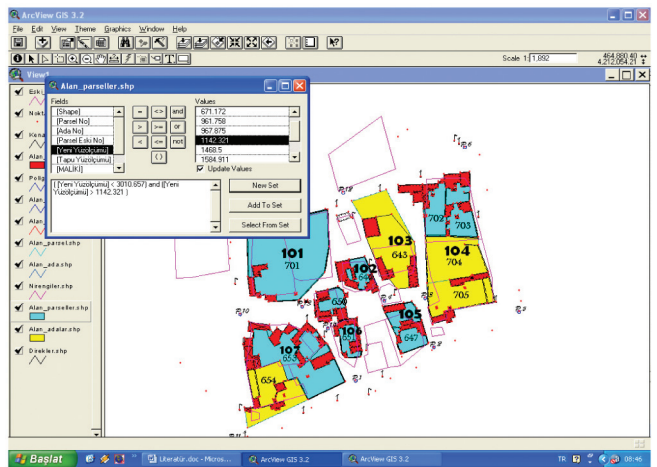 ArcView GIS 3.2
File Edit View Theme Graphics Window Help
Scale 1: 1,892
464,880.40
4,212,054.21
View1
Alan_parseller.shp
Fields
Values
[Shape]
[Parsel No]
[Ada No]
[Parsel Eski No]
[Yeni Yüzölçümü]
[Tapu Yüzölçümü]
[MALİKİ]
= <> and
> >= or
< <= not
( )
671.172
961.758
967.875
1142.321
1468.5
1584.911
Update Values
( [Yeni Yüzölçümü] < 3010.657) and ([Yeni
Yüzölçümü] > 1142.321 )
New Set
Add To Set
Select From Set
Alan_parsel.shp
Alan_ada.shp
Nirengiler.shp
Alan_parseller.shp
Alan_adalar.shp
Direkler.shp
702 703
103
643
101
701
104
704
102
705
650
105
647
106
651
107
653
654
Başlat
Literatür.doc - Micros...
ArcView GIS 3.2
ArcView GIS 3.2
TR
08:46